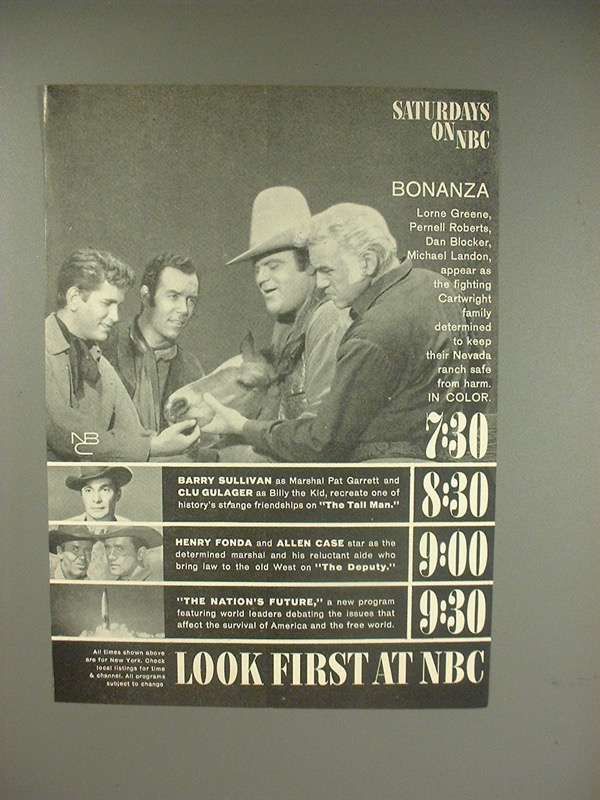 SATURDAYS
ON NBC
BONANZA
Lorne Greene,
Pernell Roberts,
Dan Blocker,
Michael Landon,
appear as
the fighting
Cartwright
family
determined
to keep
their Nevada
ranch safe
from harm.
IN COLOR.
7:30
NBC
BARRY SULLIVAN as Marshal Pat Garrett and
CLU GULAGER as Billy the Kid, recreate one of
history's strange friendships on "The Tall Man."
8:30
HENRY FONDA and ALLEN CASE star as the
determined marshal and his reluctant aide who
bring law to the old West on "The Deputy."
9:00
"THE NATION'S FUTURE," a new program
featuring world leaders debating the issues that
affect the survival of America and the free world.
9:30
All times shown above
are for New York. Check
local listings for time
& channel. All programs
subject to change
LOOK FIRST AT NBC